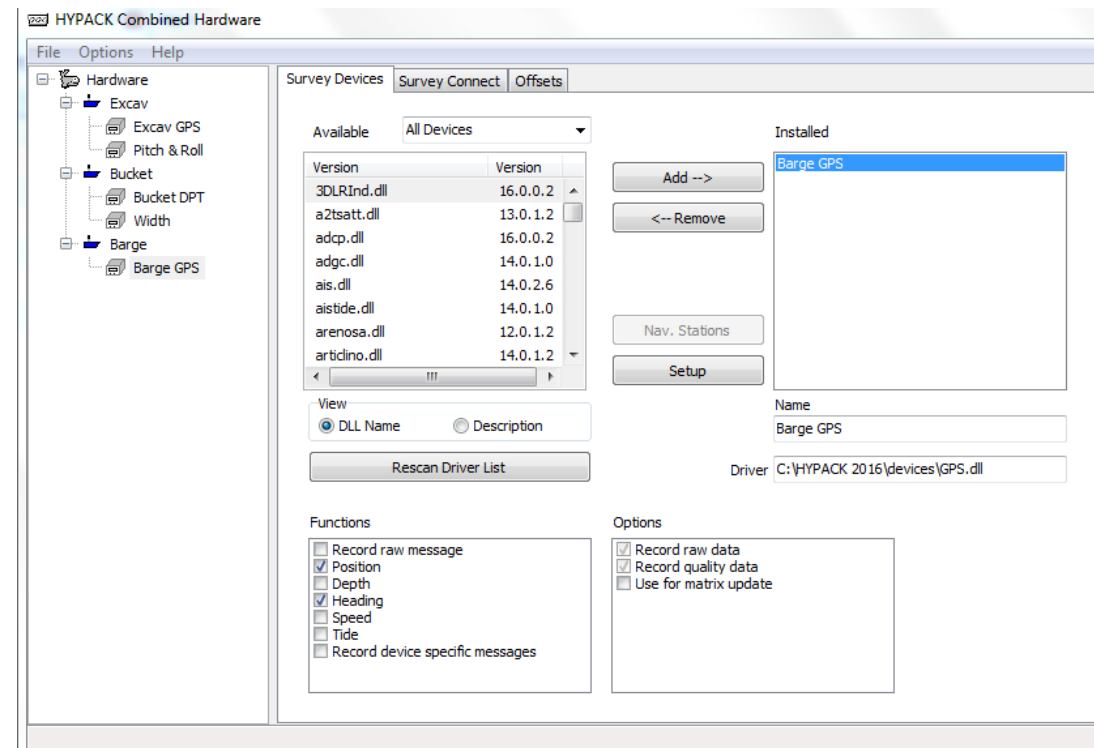 HYPACK Combined Hardware
File Options Help
Hardware
Excav
Excav GPS
Pitch & Roll
Bucket
Bucket DPT
Width
Barge
Barge GPS
Survey Devices Survey Connect Offsets
Available All Devices
Version Version
3DLRInd.dll 16.0.0.2
a2tsatt.dll 13.0.1.2
adcp.dll 16.0.0.2
adgc.dll 14.0.1.0
ais.dll 14.0.2.6
aistide.dll 14.0.1.0
arenosa.dll 12.0.1.2
articlino.dll 14.0.1.2
View
DLL Name Description
Rescan Driver List
Add -->
<-- Remove
Nav. Stations
Setup
Installed
Barge GPS
Name
Barge GPS
Driver C:\HYPACK 2016\devices\GPS.dll
Functions
Record raw message
Position
Depth
Heading
Speed
Tide
Record device specific messages
Options
Record raw data
Record quality data
Use for matrix update